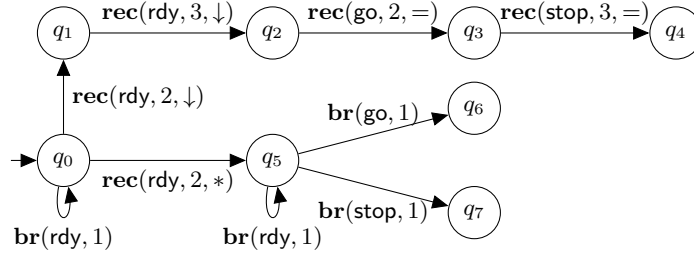 q₁ rec(rdy, 3, ↓) q₂ rec(go, 2, =) q₃ rec(stop, 3, =) q₄
rec(rdy, 2, ↓)
br(go, 1) q₆
q₀ rec(rdy, 2, *) q₅
br(rdy, 1) br(rdy, 1) br(stop, 1) q₇